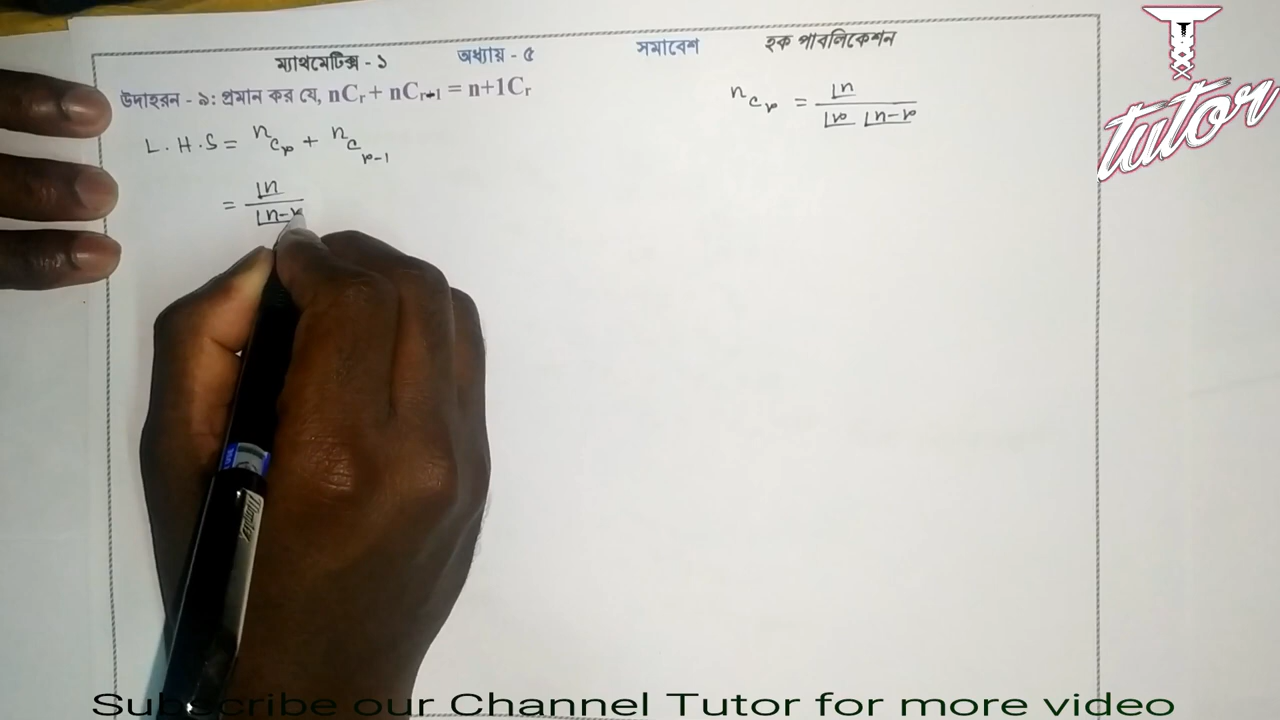 ম্যাথমেটিক্স - ১ অধ্যায় - ৫ সমাবেশ হক পাবলিকেশন
উদাহরন - ৯: প্রমান কর যে, nCᵣ + nCᵣ₋₁ = n+1Cᵣ
L.H.S = ⁿCᵣ + ⁿCᵣ₋₁
= ⌊n / ⌊n-r
ⁿCᵣ = ⌊n / ⌊r ⌊n-r
T tutor
Subscribe our Channel Tutor for more video